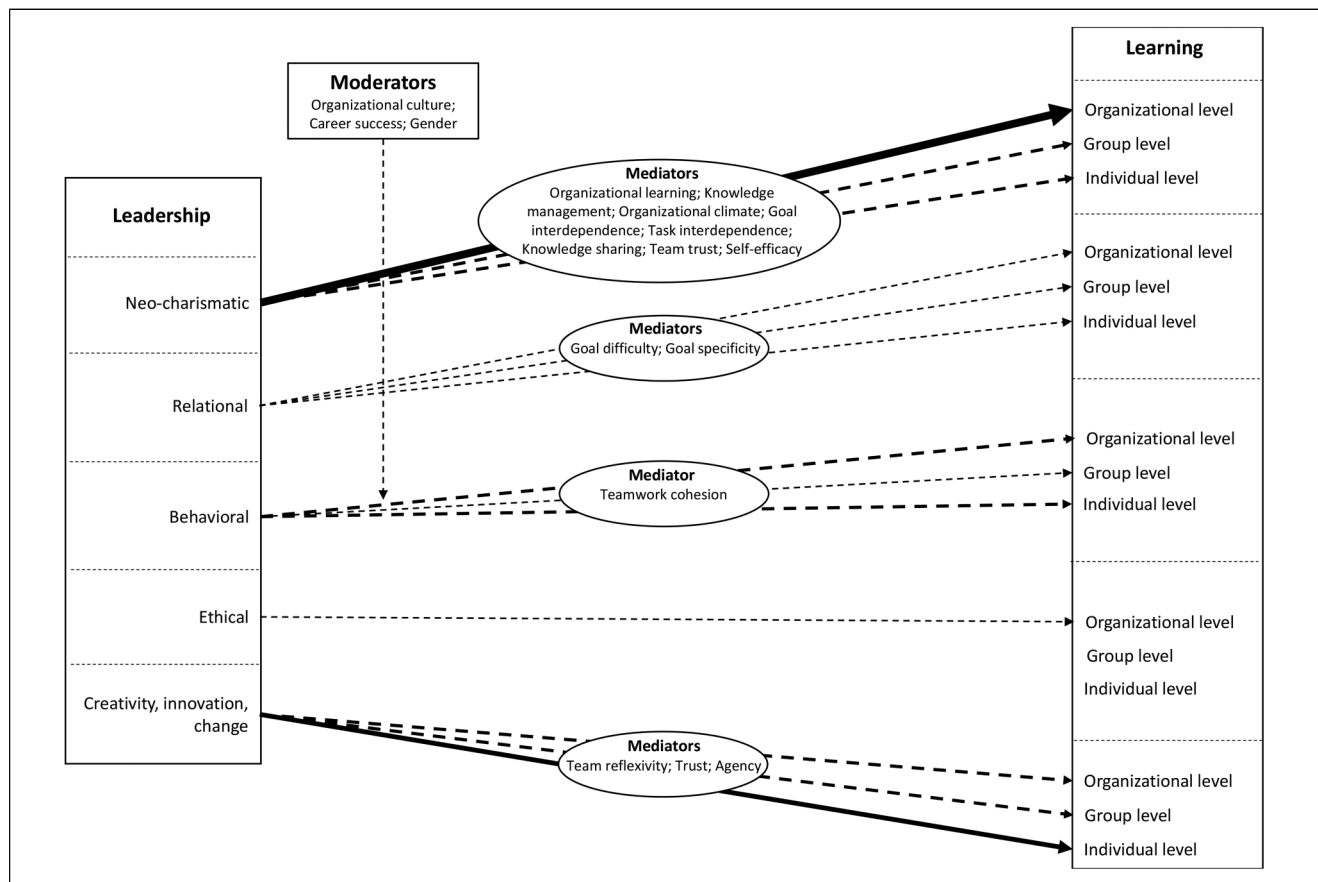 Moderators
Organizational culture;
Career success; Gender
Leadership
Neo-charismatic
Relational
Behavioral
Ethical
Creativity, innovation,
change
Mediators
Organizational learning; Knowledge
management; Organizational climate; Goal
interdependence; Task interdependence;
Knowledge sharing; Team trust; Self-efficacy
Mediators
Goal difficulty; Goal specificity
Mediator
Teamwork cohesion
Mediators
Team reflexivity; Trust; Agency
Learning
Organizational level
Group level
Individual level
Organizational level
Group level
Individual level
Organizational level
Group level
Individual level
Organizational level
Group level
Individual level
Organizational level
Group level
Individual level